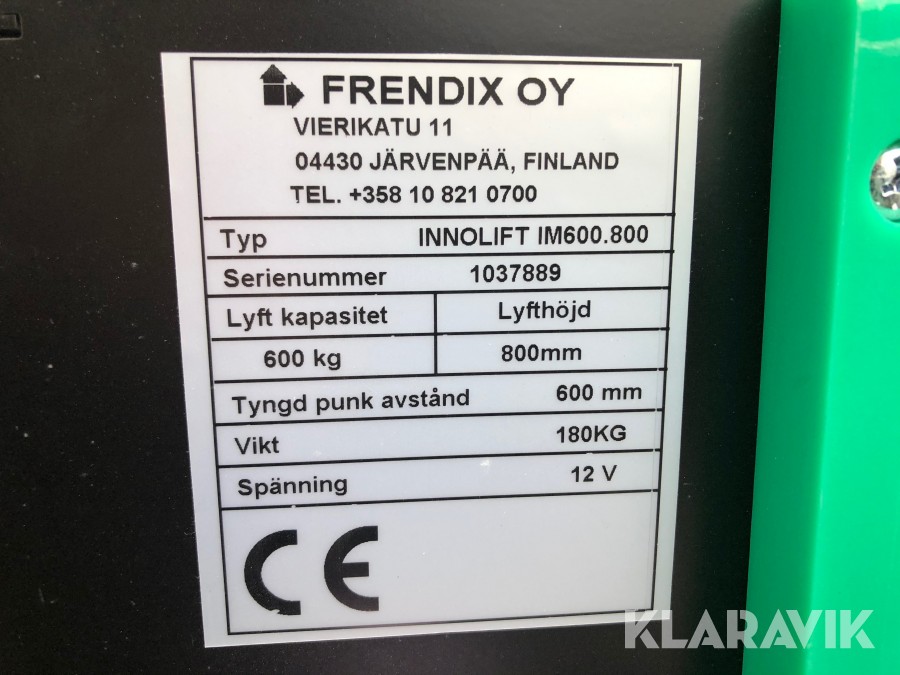 FRENDIX OY
VIERIKATU 11
04430 JÄRVENPÄÄ, FINLAND
TEL. +358 10 821 0700
Typ INNOLIFT IM600.800
Serienummer 1037889
Lyft kapasitet Lyfthöjd
600 kg 800mm
Tyngd punk avstånd 600 mm
Vikt 180KG
Spänning 12 V
CE
KLARAVIK